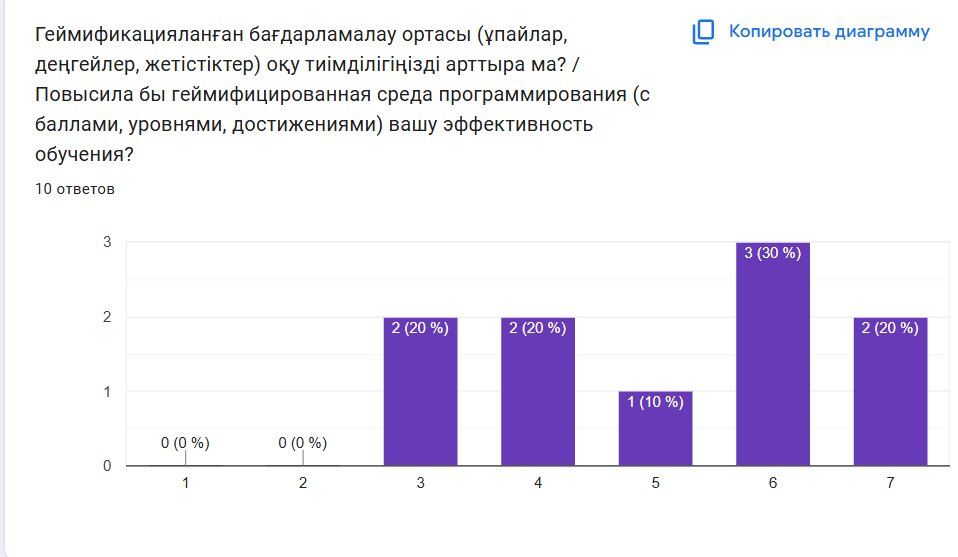 Геймификацияланған бағдарламалау ортасы (ұпайлар,
деңгейлер, жетістіктер) оқу тиімділігіңізді арттыра ма? /
Повысила бы геймифицированная среда программирования (с
баллами, уровнями, достижениями) вашу эффективность
обучения?
Копировать диаграмму
10 ответов
3
2
1
0
0 (0 %)
0 (0 %)
2 (20 %)
2 (20 %)
1 (10 %)
3 (30 %)
2 (20 %)
1 2 3 4 5 6 7